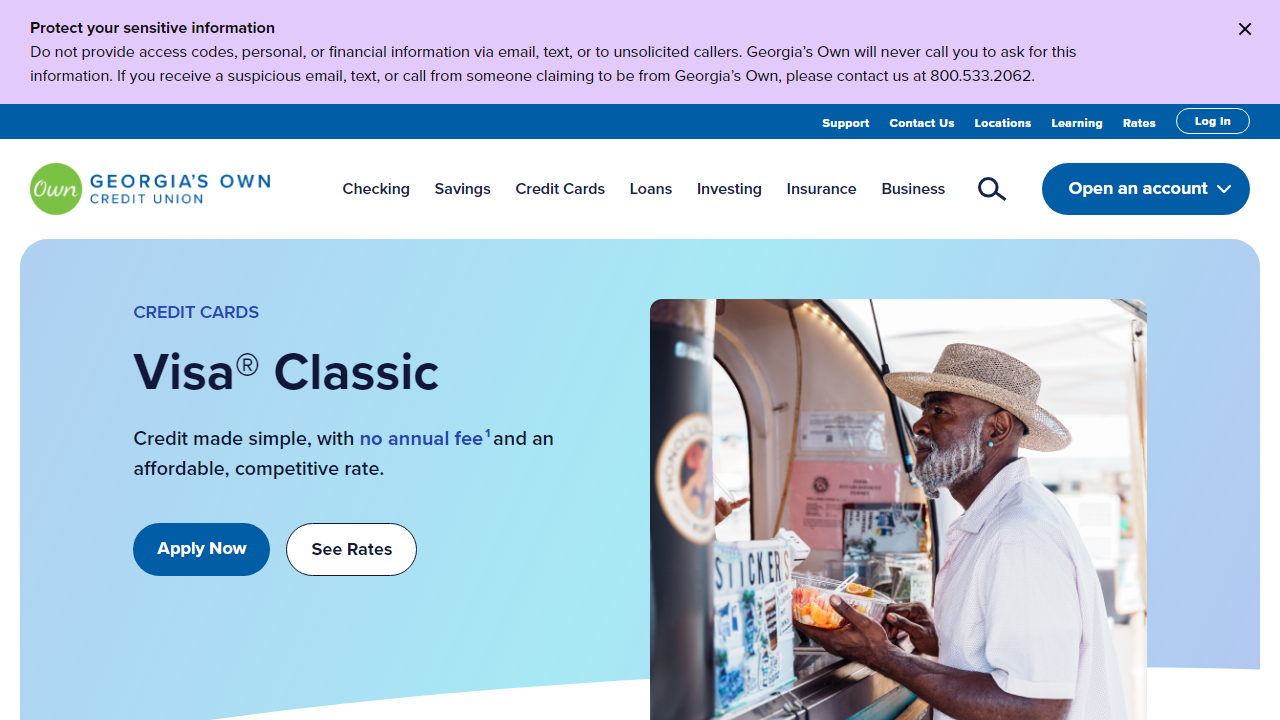 Protect your sensitive information
Do not provide access codes, personal, or financial information via email, text, or to unsolicited callers. Georgia’s Own will never call you to ask for this
information. If you receive a suspicious email, text, or call from someone claiming to be from Georgia’s Own, please contact us at 800.533.2062.
Support Contact Us Locations Learning Rates Log In
Own GEORGIA’S OWN
CREDIT UNION
Checking Savings Credit Cards Loans Investing Insurance Business Open an account
CREDIT CARDS
Visa® Classic
Credit made simple, with no annual fee¹ and an
affordable, competitive rate.
Apply Now See Rates
STICKERS